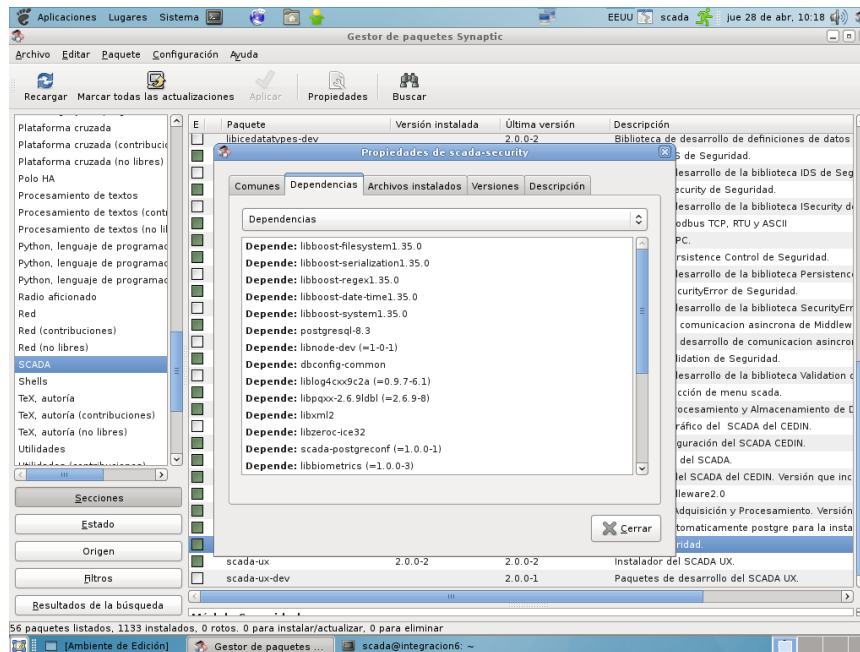 Aplicaciones Lugares Sistema EEUU scada jue 28 de abr, 10:18
Gestor de paquetes Synaptic
Archivo Editar Paquete Configuración Ayuda
Recargar Marcar todas las actualizaciones Aplicar Propiedades Buscar
Plataforma cruzada
Plataforma cruzada (contribucio
Plataforma cruzada (no libres)
Polo HA
Procesamiento de textos
Procesamiento de textos (contri
Procesamiento de textos (no lib
Python, lenguaje de programac
Python, lenguaje de programac
Python, lenguaje de programac
Radio aficionado
Red
Red (contribuciones)
Red (no libres)
SCADA
Shells
TeX, autoría
TeX, autoría (contribuciones)
TeX, autoría (no libres)
Utilidades
Secciones
Estado
Origen
Filtros
Resultados de la búsqueda
E Paquete Versión instalada Última versión Descripción
libicedatatypes-dev 2.0.0-2 Biblioteca de desarrollo de definiciones de datos
Propiedades de scada-security
Comunes Dependencias Archivos instalados Versiones Descripción
Dependencias
Depende: libboost-filesystem1.35.0
Depende: libboost-serialization1.35.0
Depende: libboost-regex1.35.0
Depende: libboost-date-time1.35.0
Depende: libboost-system1.35.0
Depende: postgresql-8.3
Depende: libnode-dev (=1-0-1)
Depende: dbconfig-common
Depende: liblog4cxx9c2a (=0.9.7-6.1)
Depende: libpqxx-2.6.9ldbl (=2.6.9-8)
Depende: libxml2
Depende: libzeroc-ice32
Depende: scada-postgreconf (=1.0.0-1)
Depende: libbiometrics (=1.0.0-3)
Cerrar
S de Seguridad.
esarrollo de la biblioteca IDS de Seg
ecurity de Seguridad.
esarrollo de la biblioteca ISecurity de
odbus TCP, RTU y ASCII
PC.
rsistence Control de Seguridad.
esarrollo de la biblioteca Persistenc
curityError de Seguridad.
esarrollo de la biblioteca SecurityErr
comunicacion asincrona de Middlew
desarrollo de comunicacion asincron
lidation de Seguridad.
esarrollo de la biblioteca Validation d
cción de menu scada.
ocesamiento y Almacenamiento de D
ráfico del SCADA del CEDIN.
guración del SCADA CEDIN.
del SCADA.
el SCADA del CEDIN. Versión que inc
lleware2.0
Adquisición y Procesamiento. Versión
tomaticamente postgre para la insta
ridad.
scada-ux 2.0.0-2 2.0.0-2 Instalador del SCADA UX.
scada-ux-dev 2.0.0-1 Paquetes de desarrollo del SCADA UX.
56 paquetes listados, 1133 instalados, 0 rotos. 0 para instalar/actualizar, 0 para eliminar
[Ambiente de Edición] Gestor de paquetes ... scada@integracion6: ~